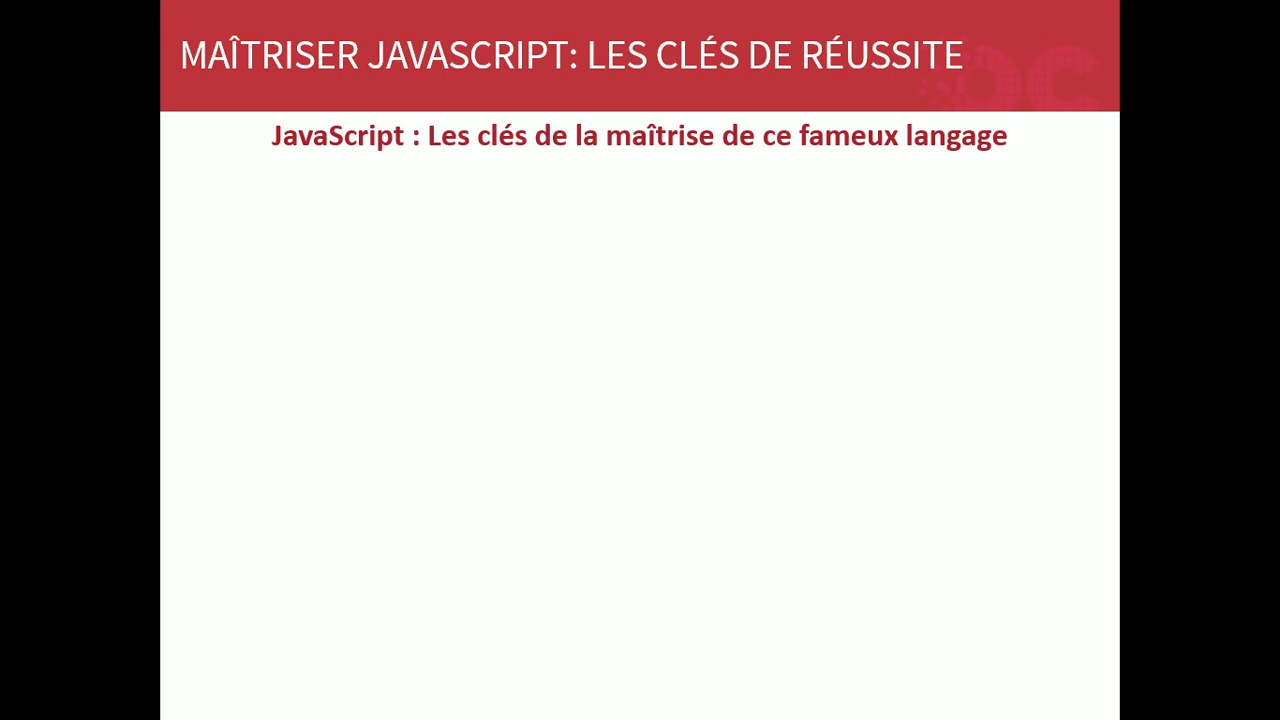 MAÎTRISER JAVASCRIPT: LES CLÉS DE RÉUSSITE
JavaScript : Les clés de la maîtrise de ce fameux langage